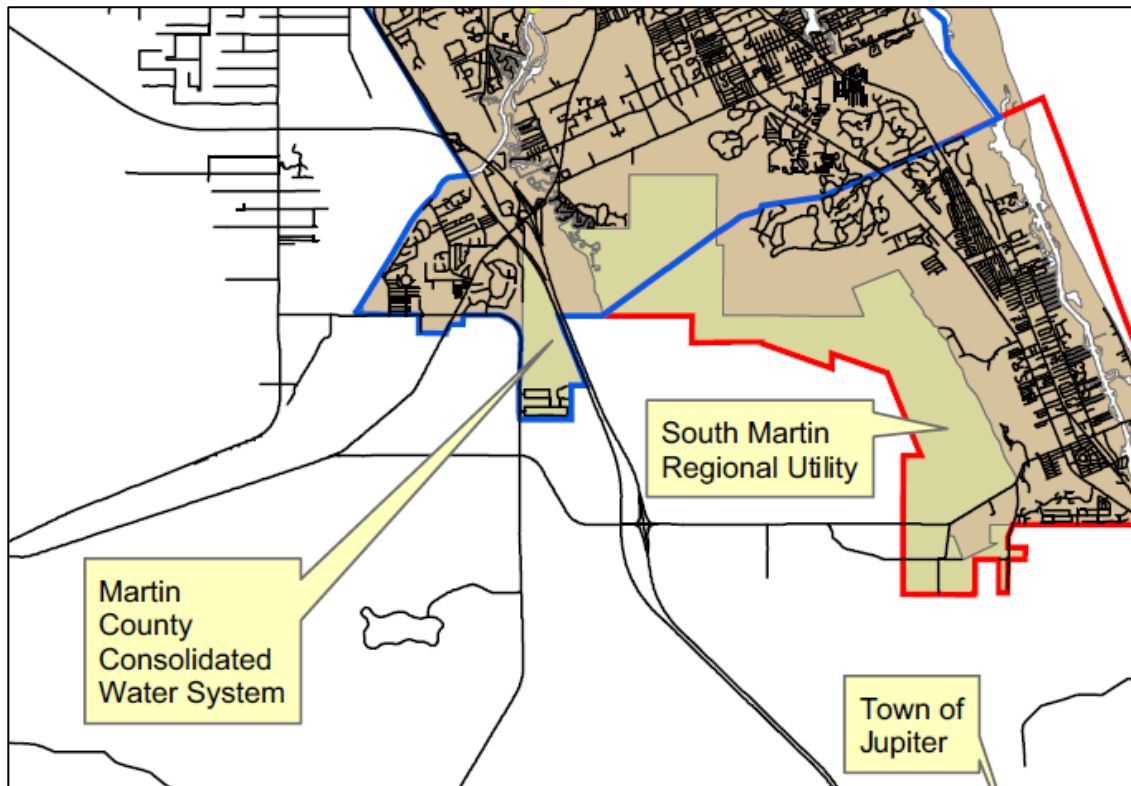 South Martin
Regional Utility
Martin
County
Consolidated
Water System
Town of
Jupiter